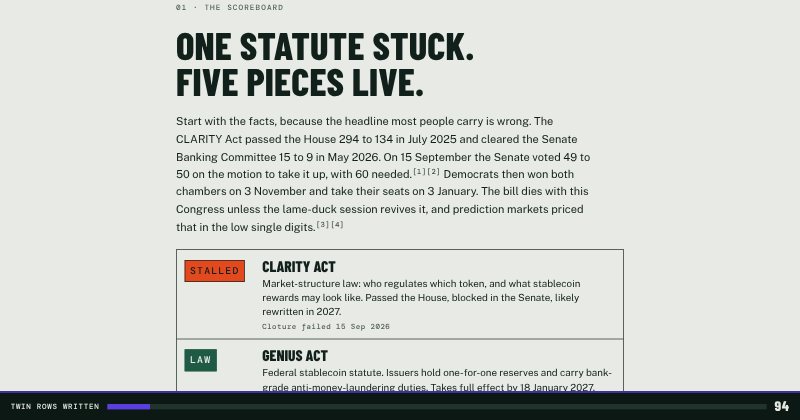 01 · THE SCOREBOARD
ONE STATUTE STUCK.
FIVE PIECES LIVE.
Start with the facts, because the headline most people carry is wrong. The
CLARITY Act passed the House 294 to 134 in July 2025 and cleared the Senate
Banking Committee 15 to 9 in May 2026. On 15 September the Senate voted 49 to
50 on the motion to take it up, with 60 needed.[1][2] Democrats then won both
chambers on 3 November and take their seats on 3 January. The bill dies with this
Congress unless the lame-duck session revives it, and prediction markets priced
that in the low single digits.[3][4]
STALLED
CLARITY ACT
Market-structure law: who regulates which token, and what stablecoin
rewards may look like. Passed the House, blocked in the Senate, likely
rewritten in 2027.
Cloture failed 15 Sep 2026
LAW
GENIUS ACT
Federal stablecoin statute. Issuers hold one-for-one reserves and carry bank-
grade anti-money-laundering duties. Takes full effect by 18 January 2027.
TWIN ROWS WRITTEN
94